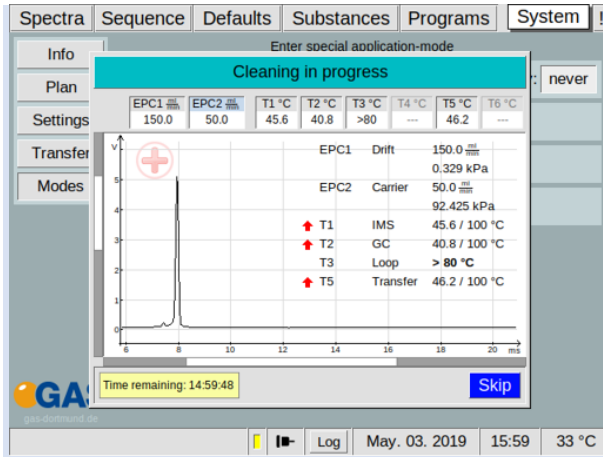 Spectra Sequence Defaults Substances Programs System
Info
Enter special application-mode
Plan
: never
Settings
Transfer
Modes
Cleaning in progress
EPC1 ml/min EPC2 ml/min T1 °C T2 °C T3 °C T4 °C T5 °C T6 °C
150.0 50.0 45.6 40.8 >80 --- 46.2 ---
V
5
4
3
2
1
0
6 8 10 12 14 16 18 20 ms
EPC1 Drift 150.0 ml/min
0.329 kPa
EPC2 Carrier 50.0 ml/min
92.425 kPa
T1 IMS 45.6 / 100 °C
T2 GC 40.8 / 100 °C
T3 Loop > 80 °C
T5 Transfer 46.2 / 100 °C
Time remaining: 14:59:48
Skip
GAS
gas-dortmund.de
Log May. 03. 2019 15:59 33 °C